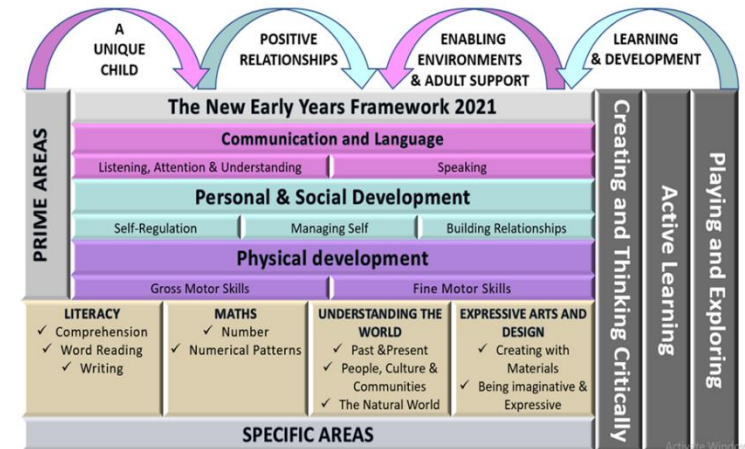 A
UNIQUE
CHILD
POSITIVE
RELATIONSHIPS
ENABLING
ENVIRONMENTS
& ADULT SUPPORT
LEARNING
& DEVELOPMENT
The New Early Years Framework 2021
PRIME AREAS
Communication and Language
Listening, Attention & Understanding
Speaking
Personal & Social Development
Self-Regulation
Managing Self
Building Relationships
Physical development
Gross Motor Skills
Fine Motor Skills
LITERACY
✓ Comprehension
✓ Word Reading
✓ Writing
MATHS
✓ Number
✓ Numerical Patterns
UNDERSTANDING THE
WORLD
✓ Past &Present
✓ People, Culture &
Communities
✓ The Natural World
EXPRESSIVE ARTS AND
DESIGN
✓ Creating with
Materials
✓ Being imaginative &
Expressive
SPECIFIC AREAS
Creating and Thinking Critically
Active Learning
Playing and Exploring
Activate Window